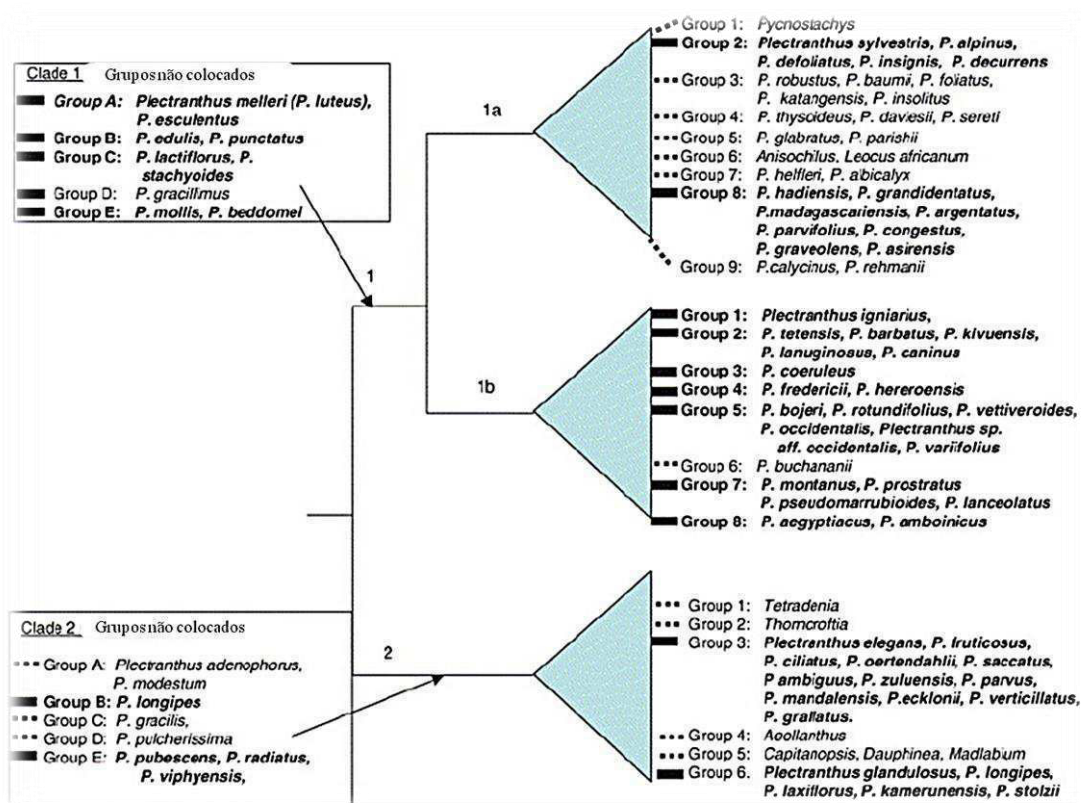 Clade 1 Grupos não colocados
Group A: Plectranthus melleri (P. luteus),
P. esculentus
Group B: P. edulis, P. punctatus
Group C: P. lactiflorus, P.
stachyoides
Group D: P. gracillimus
Group E: P. mollis, P. beddomei
1
1a
Group 1: Pycnostachys
Group 2: Plectranthus sylvestris, P. alpinus,
P. defoliatus, P. insignis, P. decurrens
Group 3: P. robustus, P. baumii, P. foliatus,
P. katangensis, P. insolitus
Group 4: P. thysoideus, P. daviesii, P. sereti
Group 5: P. glabratus, P. parishii
Group 6: Anisochilus, Leocus africanum
Group 7: P. helferi, P. albicalyx
Group 8: P. hadiensis, P. grandidentatus,
P.madagascariensis, P. argentatus,
P. parvifolius, P. congestus,
P. graveolens, P. asirensis
Group 9: P.calycinus, P. rehmanii
1b
Group 1: Plectranthus igniarius,
Group 2: P. tetensis, P. barbatus, P. kivuensis,
P. lanuginosus, P. caninus
Group 3: P. coeruleus
Group 4: P. fredericii, P. hereroensis
Group 5: P. bojeri, P. rotundifolius, P. vettiveroides,
P. occidentalis, Plectranthus sp.
aff. occidentalis, P. variifolius
Group 6: P. buchananii
Group 7: P. montanus, P. prostratus
P. pseudomarrubioides, P. lanceolatus
Group 8: P. aegyptiacus, P. amboinicus
Clade 2 Grupos não colocados
Group A: Plectranthus adenophorus,
P. modestum
Group B: P. longipes
Group C: P. gracilis,
Group D: P. pulcherissima
Group E: P. pubescens, P. radiatus,
P. viphyensis,
2
Group 1: Tetradenia
Group 2: Thorncroftia
Group 3: Plectranthus elegans, P. fruticosus,
P. ciliatus, P. oertendahlii, P. saccatus,
P ambiguus, P. zuluensis, P. parvus,
P. mandalensis, P.ecklonii, P. verticillatus,
P. grallatus.
Group 4: Aeollanthus
Group 5: Capitanopsis, Dauphinea, Madlabium
Group 6. Plectranthus glandulosus, P. longipes,
P. laxiflorus, P. kamerunensis, P. stolzii